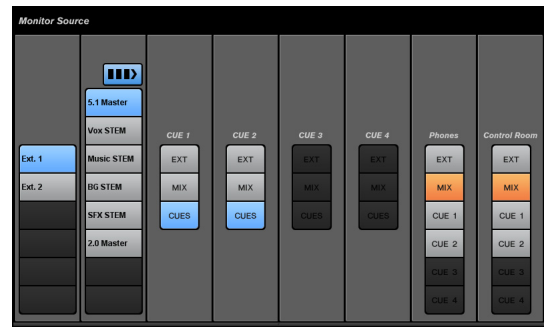 Monitor Source
5.1 Master
Vox STEM
CUE 1
CUE 2
CUE 3
CUE 4
Phones
Control Room
Ext. 1
Music STEM
EXT
EXT
EXT
EXT
EXT
EXT
Ext. 2
BG STEM
MIX
MIX
MIX
MIX
MIX
MIX
SFX STEM
CUES
CUES
CUES
CUES
CUE 1
CUE 1
2.0 Master
CUE 2
CUE 2
CUE 3
CUE 3
CUE 4
CUE 4